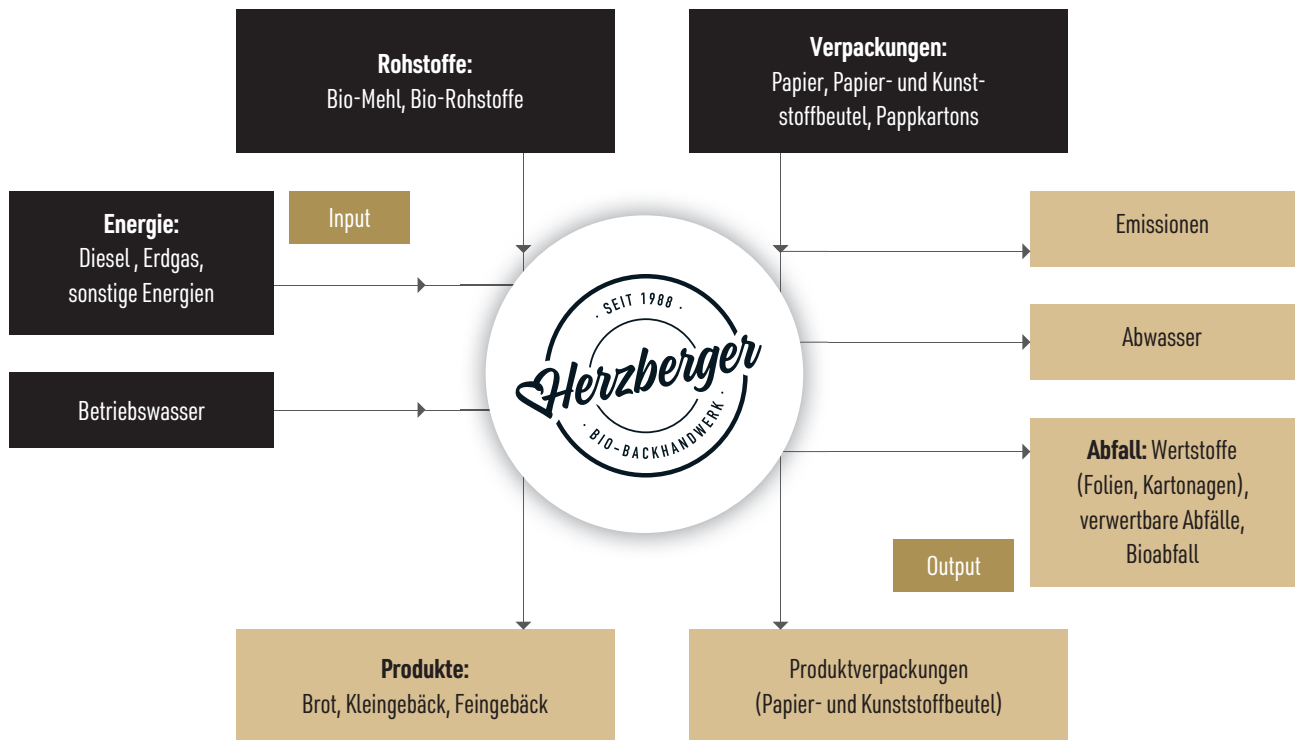 Rohstoffe:
Bio-Mehl, Bio-Rohstoffe
Verpackungen:
Papier, Papier- und Kunst-
stoffbeutel, Pappkartons
Energie:
Diesel , Erdgas,
sonstige Energien
Input
Emissionen
· SEIT 1988 ·
Herzberger
· BIO-BACKHANDWERK ·
Abwasser
Betriebswasser
Abfall: Wertstoffe
(Folien, Kartonagen),
verwertbare Abfälle,
Bioabfall
Output
Produkte:
Brot, Kleingebäck, Feingebäck
Produktverpackungen
(Papier- und Kunststoffbeutel)